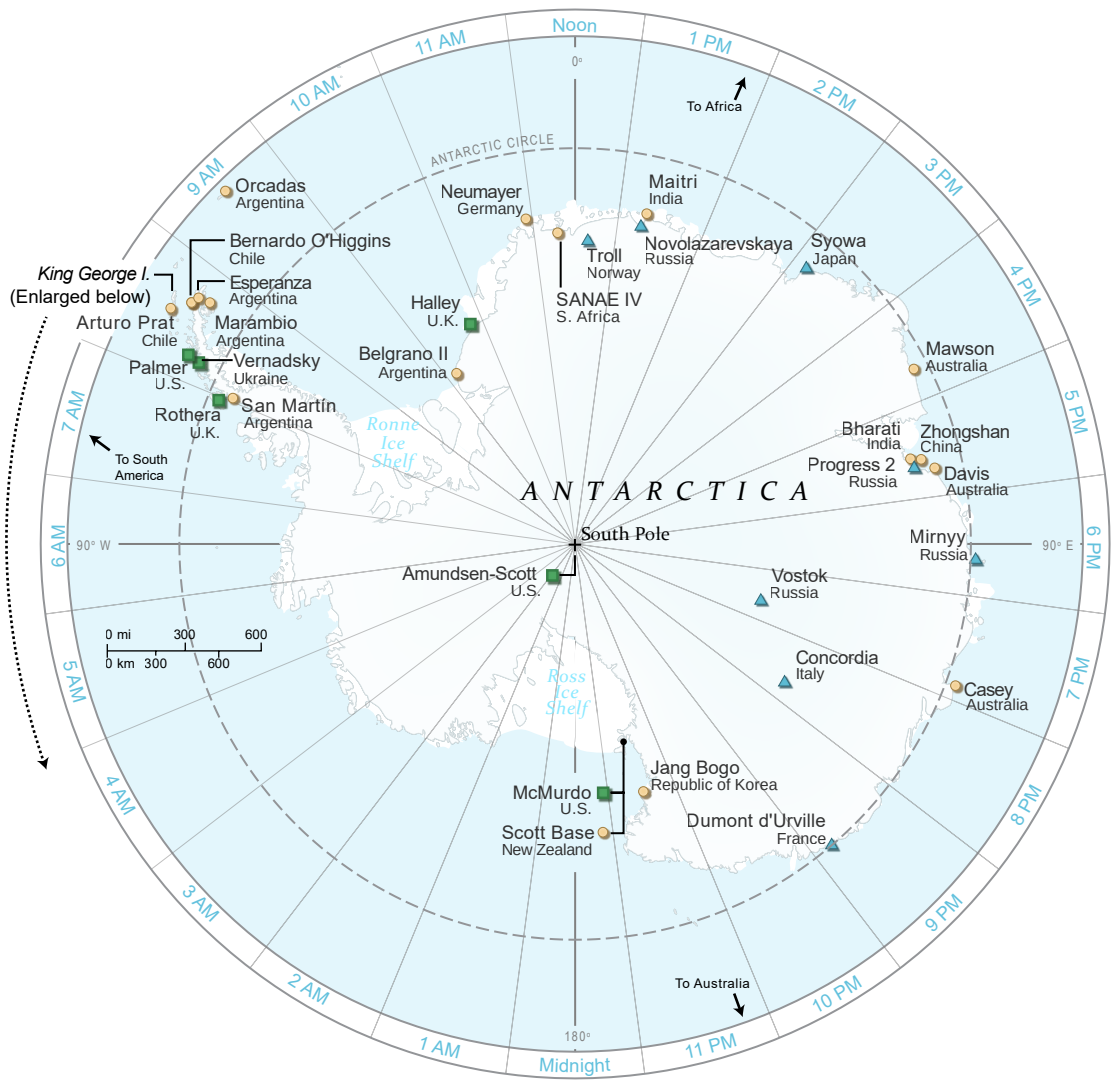 Noon
11 AM
1 PM
10 AM
2 PM
9 AM
3 PM
0°
To Africa
ANTARCTIC CIRCLE
Orcadas
Argentina
Neumayer
Germany
Maitri
India
Bernardo O'Higgins
Chile
Novolazarevskaya
Russia
Syowa
Japan
Troll
Norway
King George I.
(Enlarged below)
Esperanza
Argentina
4 PM
SANAE IV
S. Africa
Halley
U.K.
Arturo Prat
Chile
Marambio
Argentina
Belgrano II
Argentina
Mawson
Australia
Palmer
U.S.
Vernadsky
Ukraine
Rothera
U.K.
San Martín
Argentina
7 AM
5 PM
Ronne
Ice
Shelf
Bharati
India
Zhongshan
China
To South
America
Progress 2
Russia
Davis
Australia
ANTARCTICA
South Pole
6 AM
90° W
Mirnyy
Russia
90° E
6 PM
Amundsen-Scott
U.S.
Vostok
Russia
0 mi 300 600
0 km 300 600
Concordia
Italy
5 AM
Ross
Ice
Shelf
7 PM
Casey
Australia
Jang Bogo
Republic of Korea
McMurdo
U.S.
4 AM
8 PM
Scott Base
New Zealand
Dumont d'Urville
France
3 AM
9 PM
To Australia
2 AM
10 PM
180°
1 AM
11 PM
Midnight